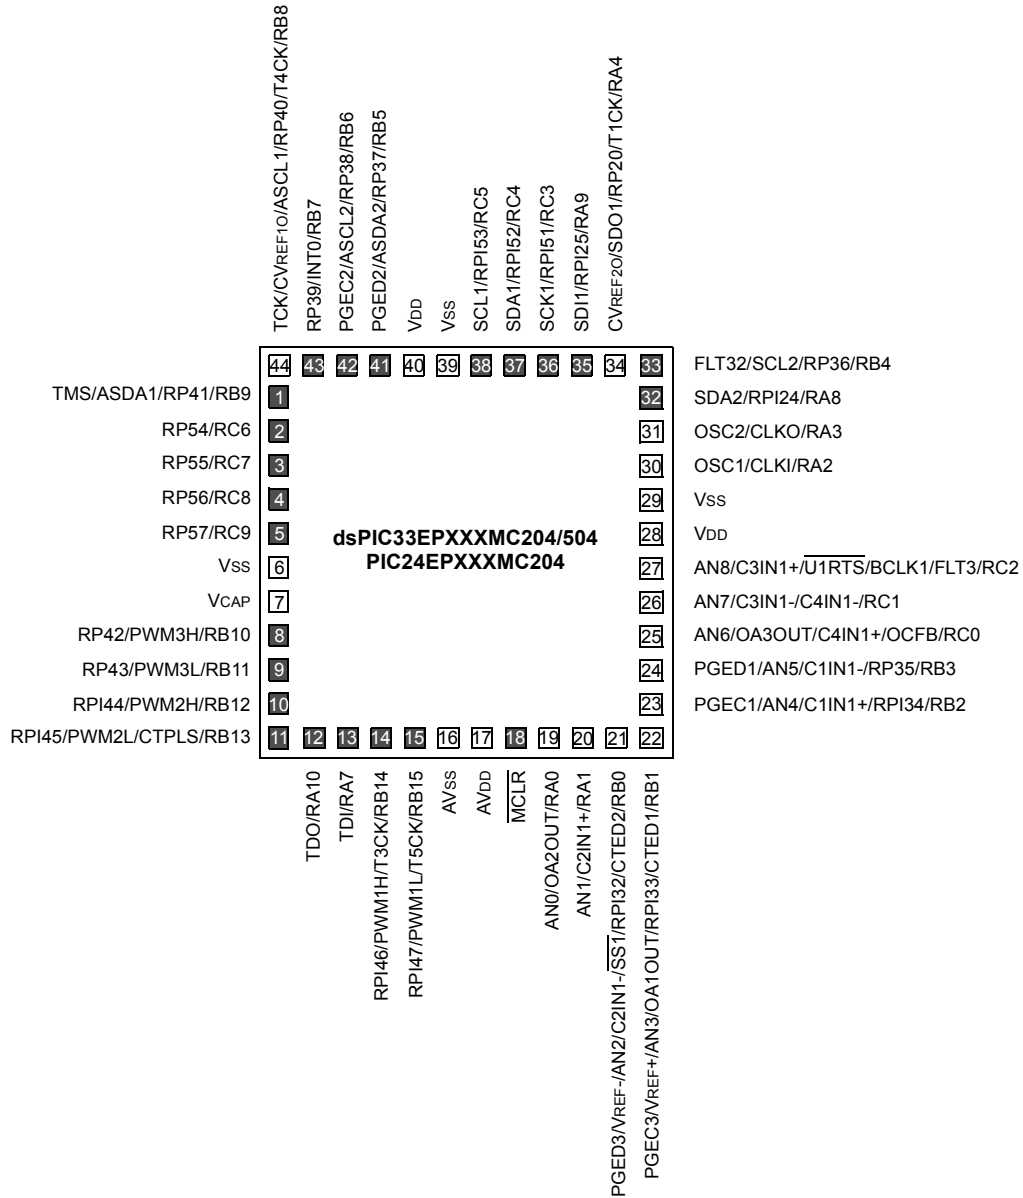 TCK/CVREF1O/ASCL1/RP40/T4CK/RB8
RP39/INT0/RB7
PGEC2/ASCL2/RP38/RB6
PGED2/ASDA2/RP37/RB5
VDD
VSS
SCL1/RPI53/RC5
SDA1/RPI52/RC4
SCK1/RPI51/RC3
SDI1/RPI25/RA9
CVREF2O/SDO1/RP20/T1CK/RA4
44 43 42 41 40 39 38 37 36 35 34 33 FLT32/SCL2/RP36/RB4
TMS/ASDA1/RP41/RB9 1 32 SDA2/RPI24/RA8
RP54/RC6 2 31 OSC2/CLKO/RA3
RP55/RC7 3 30 OSC1/CLKI/RA2
RP56/RC8 4 29 VSS
RP57/RC9 5 dsPIC33EPXXXMC204/504 28 VDD
VSS 6 PIC24EPXXXMC204 27 AN8/C3IN1+/U1RTS/BCLK1/FLT3/RC2
VCAP 7 26 AN7/C3IN1-/C4IN1-/RC1
RP42/PWM3H/RB10 8 25 AN6/OA3OUT/C4IN1+/OCFB/RC0
RP43/PWM3L/RB11 9 24 PGED1/AN5/C1IN1-/RP35/RB3
RPI44/PWM2H/RB12 10 23 PGEC1/AN4/C1IN1+/RPI34/RB2
RPI45/PWM2L/CTPLS/RB13 11 12 13 14 15 16 17 18 19 20 21 22
TDO/RA10
TDI/RA7
RPI46/PWM1H/T3CK/RB14
RPI47/PWM1L/T5CK/RB15
AVSS
AVDD
MCLR
AN0/OA2OUT/RA0
AN1/C2IN1+/RA1
PGED3/VREF-/AN2/C2IN1-/SS1/RPI32/CTED2/RB0
PGEC3/VREF+/AN3/OA1OUT/RPI33/CTED1/RB1